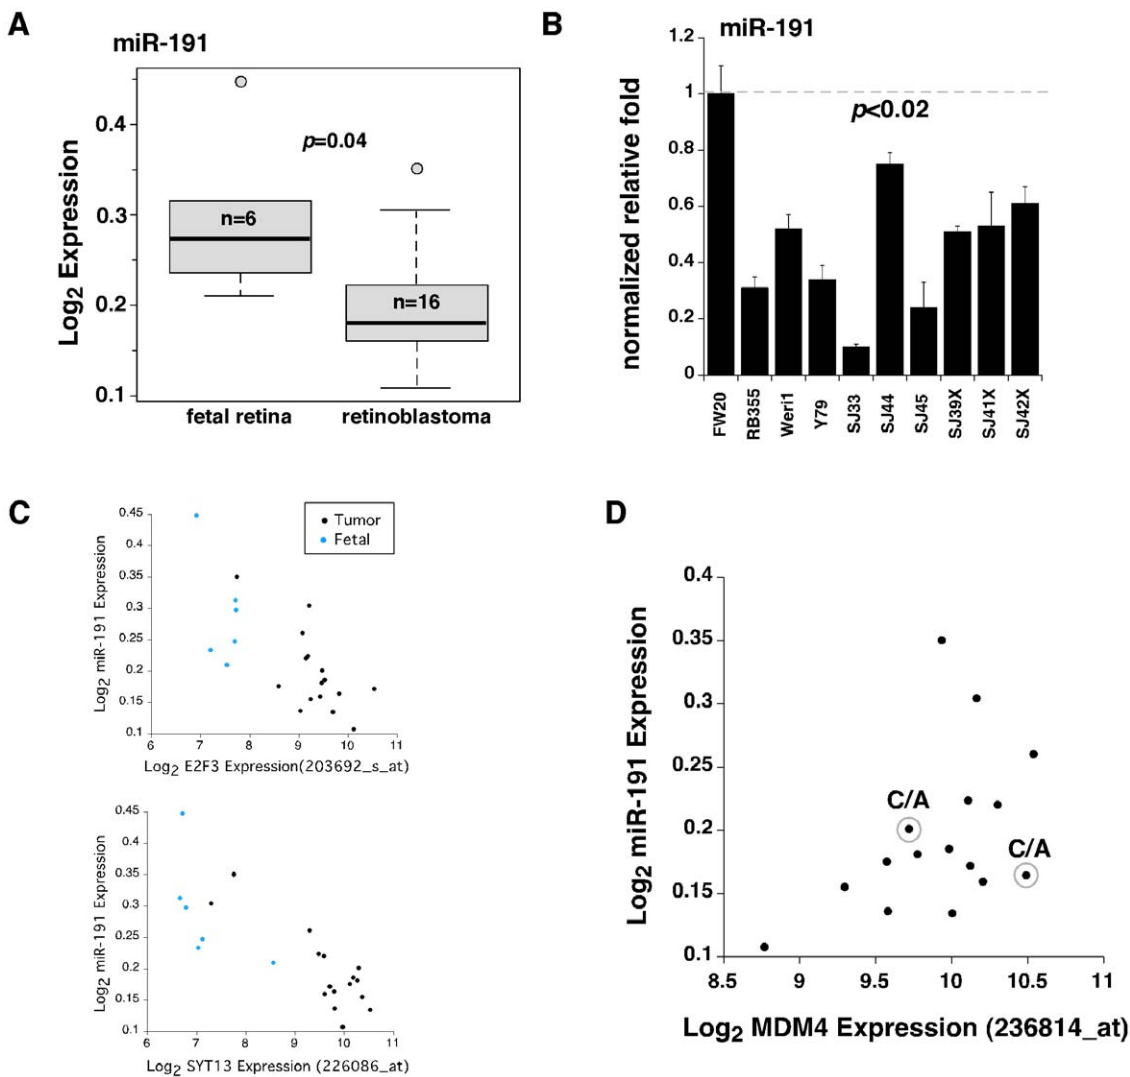 A
miR-191
Log2 Expression
0.4
0.3
0.2
0.1
p=0.04
n=6
n=16
fetal retina
retinoblastoma
B
miR-191
normalized relative fold
1.2
1
0.8
0.6
0.4
0.2
0
p<0.02
FW20
RB355
Weri1
Y79
SJ33
SJ44
SJ45
SJ39X
SJ41X
SJ42X
C
Tumor
Fetal
Log2 miR-191 Expression
0.45
0.4
0.35
0.3
0.25
0.2
0.15
0.1
6 7 8 9 10 11
Log2 E2F3 Expression(203692_s_at)
Log2 miR-191 Expression
0.45
0.4
0.35
0.3
0.25
0.2
0.15
0.1
6 7 8 9 10 11
Log2 SYT13 Expression (226086_at)
D
Log2 miR-191 Expression
0.4
0.35
0.3
0.25
0.2
0.15
0.1
C/A
C/A
8.5 9 9.5 10 10.5 11
Log2 MDM4 Expression (236814_at)